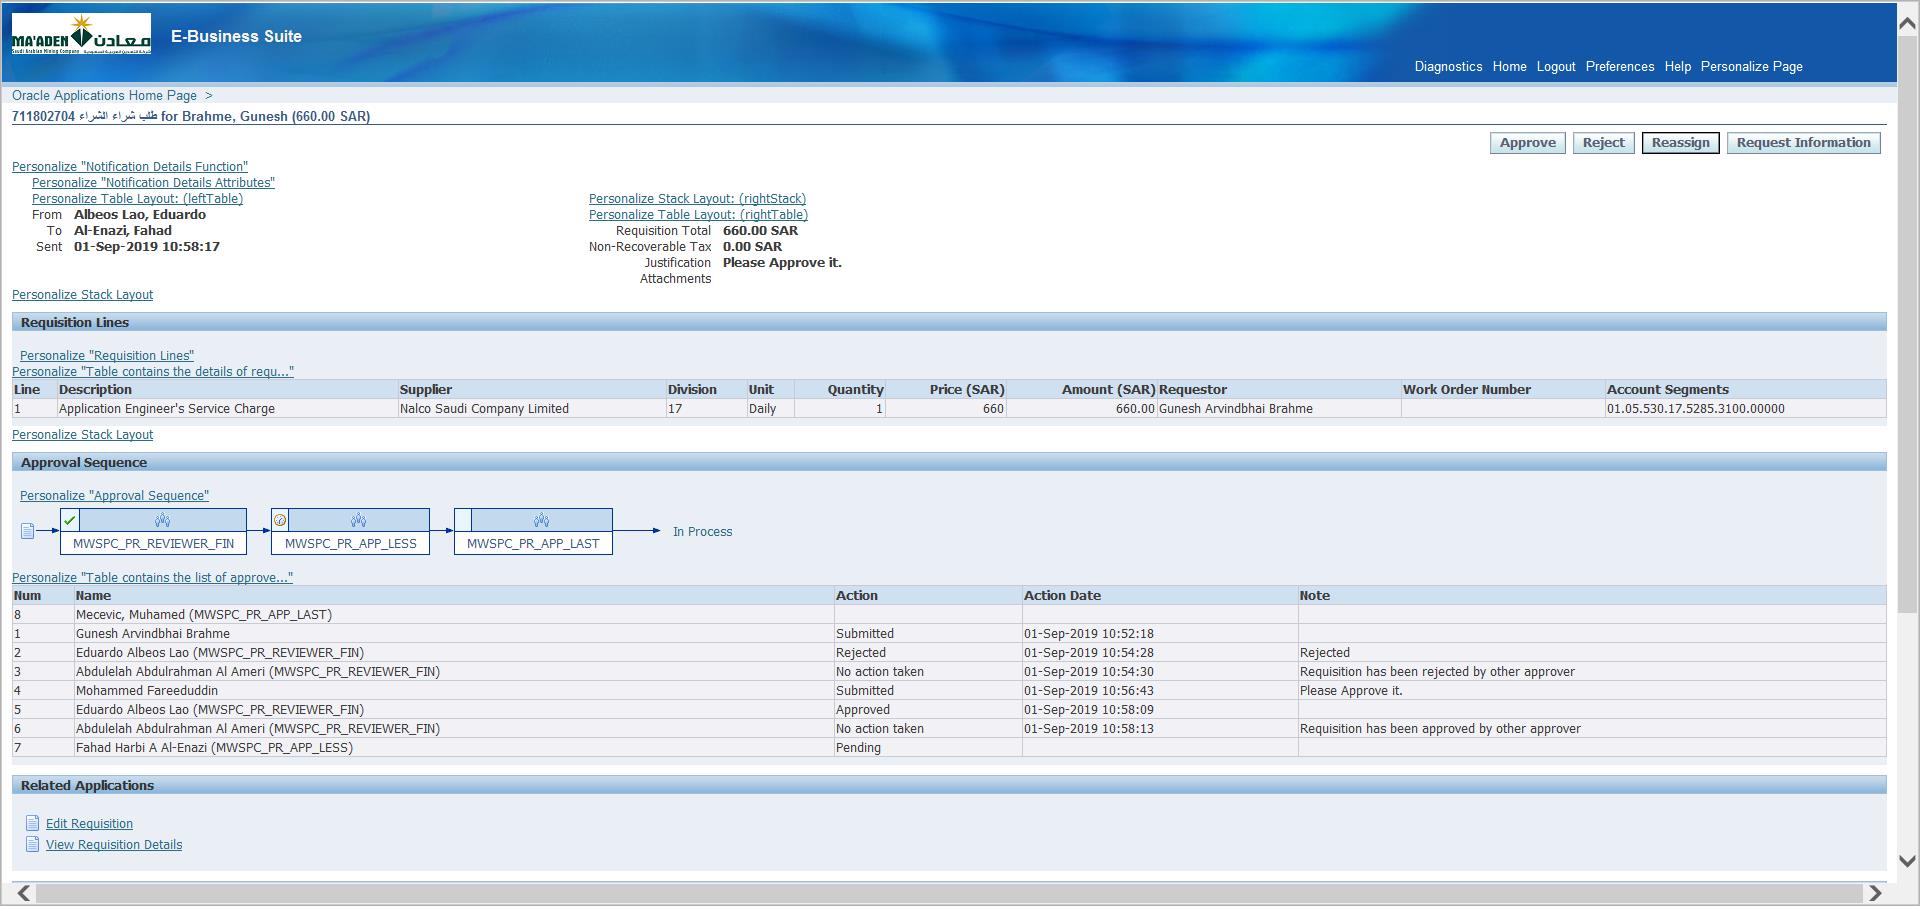 MA'ADEN معادن
Saudi Arabian Mining Company
E-Business Suite
Diagnostics Home Logout Preferences Help Personalize Page
Oracle Applications Home Page >
711802704 طلب شراء الشراء for Brahme, Gunesh (660.00 SAR)
Approve Reject Reassign Request Information
Personalize "Notification Details Function"
Personalize "Notification Details Attributes"
Personalize Table Layout: (leftTable)
From Albeos Lao, Eduardo
To Al-Enazi, Fahad
Sent 01-Sep-2019 10:58:17
Personalize Stack Layout: (rightStack)
Personalize Table Layout: (rightTable)
Requisition Total 660.00 SAR
Non-Recoverable Tax 0.00 SAR
Justification Please Approve it.
Attachments
Personalize Stack Layout
Requisition Lines
Personalize "Requisition Lines"
Personalize "Table contains the details of requ..."
Line Description Supplier Division Unit Quantity Price (SAR) Amount (SAR) Requestor Work Order Number Account Segments
1 Application Engineer's Service Charge Nalco Saudi Company Limited 17 Daily 1 660 660.00 Gunesh Arvindbhai Brahme 01.05.530.17.5285.3100.00000
Personalize Stack Layout
Approval Sequence
Personalize "Approval Sequence"
MWSPC_PR_REVIEWER_FIN MWSPC_PR_APP_LESS MWSPC_PR_APP_LAST In Process
Personalize "Table contains the list of approve..."
Num Name Action Action Date Note
8 Mecevic, Muhamed (MWSPC_PR_APP_LAST)
1 Gunesh Arvindbhai Brahme Submitted 01-Sep-2019 10:52:18
2 Eduardo Albeos Lao (MWSPC_PR_REVIEWER_FIN) Rejected 01-Sep-2019 10:54:28 Rejected
3 Abdulelah Abdulrahman Al Ameri (MWSPC_PR_REVIEWER_FIN) No action taken 01-Sep-2019 10:54:30 Requisition has been rejected by other approver
4 Mohammed Fareeduddin Submitted 01-Sep-2019 10:56:43 Please Approve it.
5 Eduardo Albeos Lao (MWSPC_PR_REVIEWER_FIN) Approved 01-Sep-2019 10:58:09
6 Abdulelah Abdulrahman Al Ameri (MWSPC_PR_REVIEWER_FIN) No action taken 01-Sep-2019 10:58:13 Requisition has been approved by other approver
7 Fahad Harbi A Al-Enazi (MWSPC_PR_APP_LESS) Pending
Related Applications
Edit Requisition
View Requisition Details